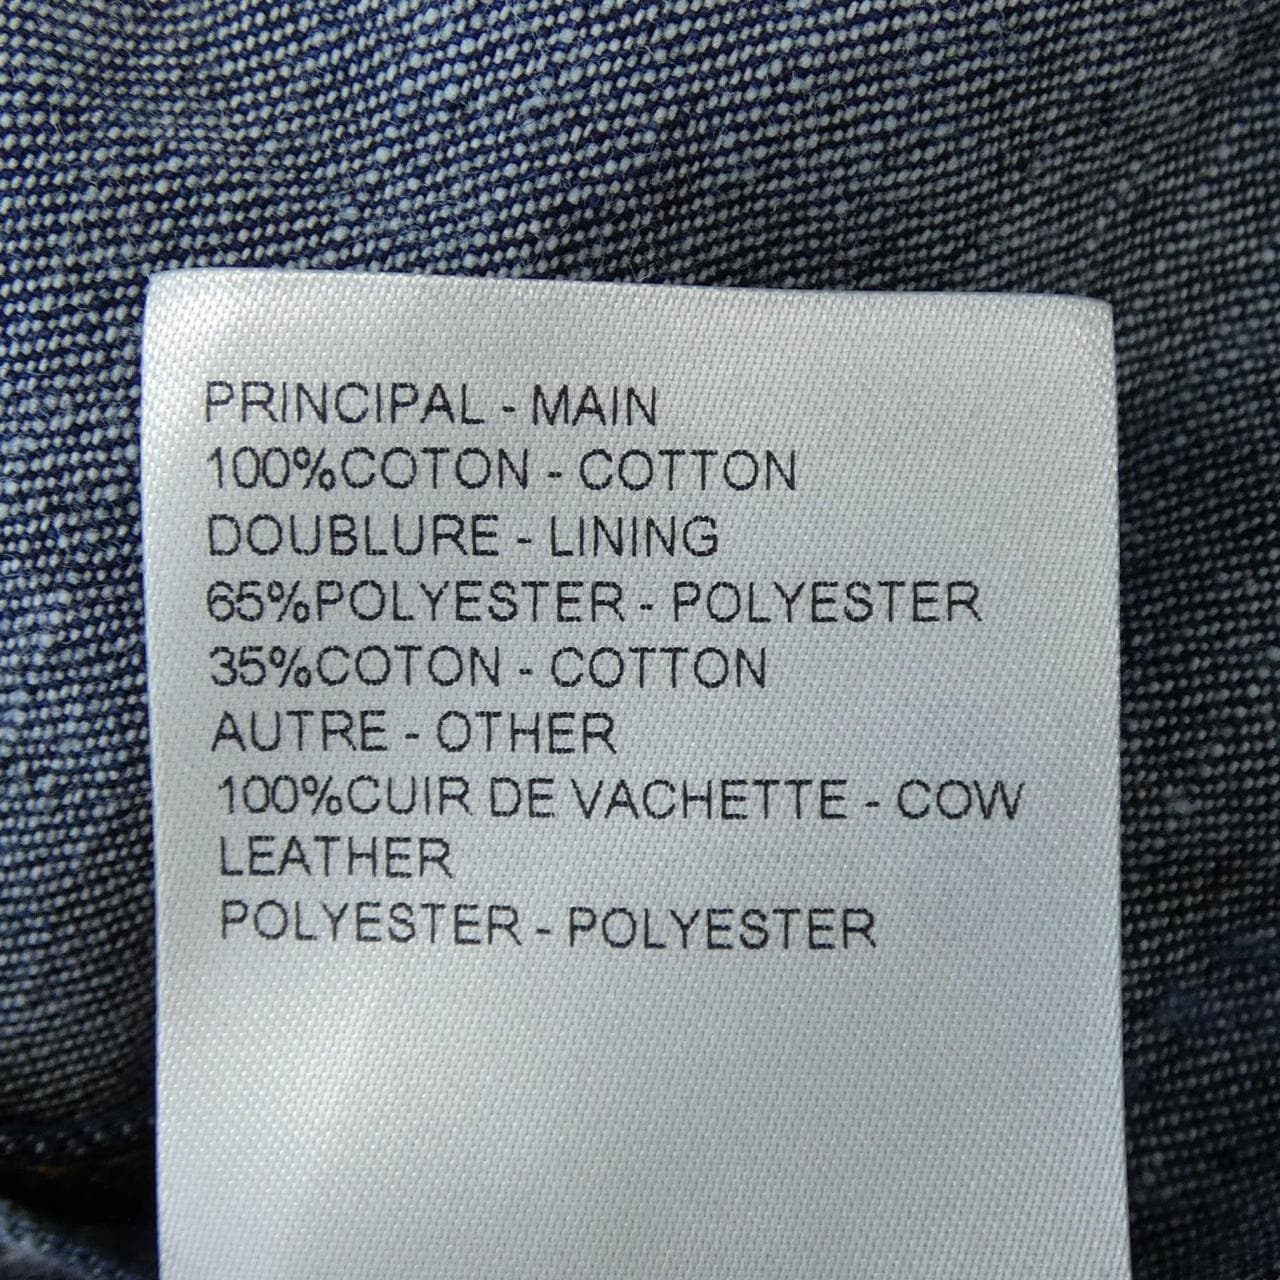 PRINCIPAL - MAIN
100%COTON - COTTON
DOUBLURE - LINING
65%POLYESTER - POLYESTER
35%COTON - COTTON
AUTRE - OTHER
100%CUIR DE VACHETTE - COW
LEATHER
POLYESTER - POLYESTER